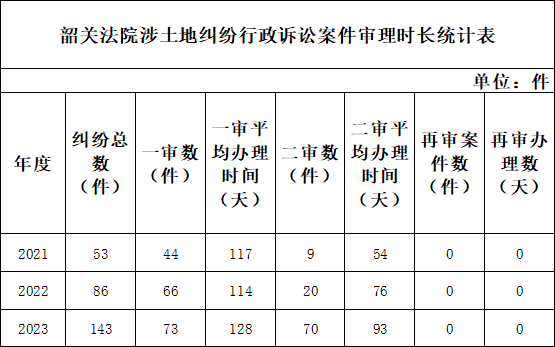 韶关法院涉土地纠纷行政诉讼案件审理时长统计表
单位：件
年度 纠纷总数（件） 一审数（件） 一审平均办理时间（天） 二审数（件） 二审平均办理时间（天） 再审案件数（件） 再审办理数（天）
2021 53 44 117 9 54 0 0
2022 86 66 114 20 76 0 0
2023 143 73 128 70 93 0 0